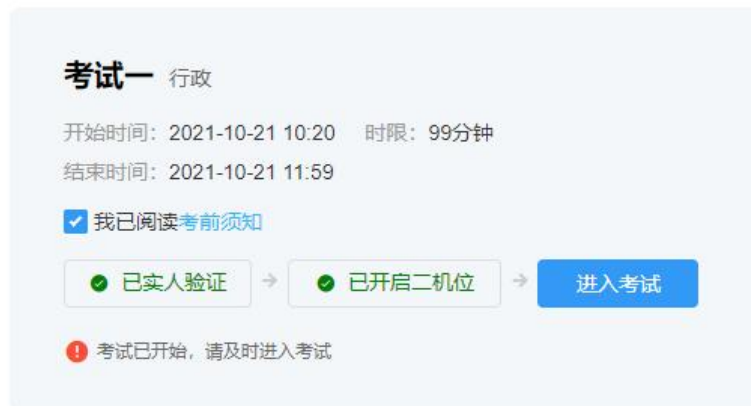 考试一 行政
开始时间：2021-10-21 10:20 时限：99分钟
结束时间：2021-10-21 11:59
我已阅读考前须知
已实人验证 已开启二机位 进入考试
考试已开始，请及时进入考试